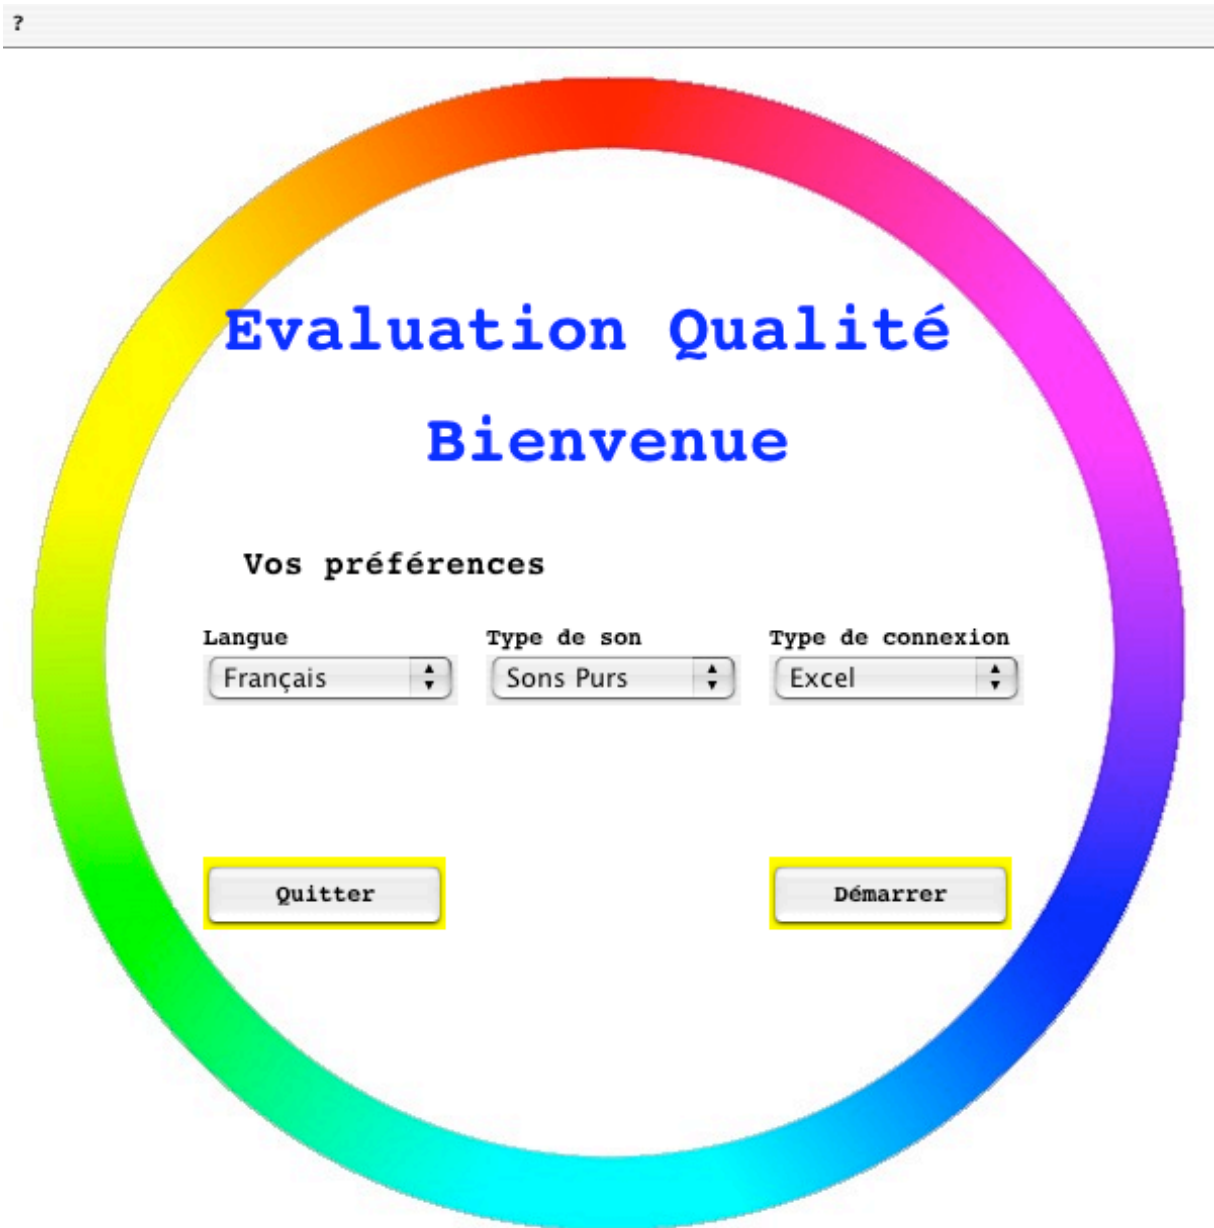 ?
Evaluation Qualité
Bienvenue
Vos préférences
Langue Type de son Type de connexion
Français Sons Purs Excel
Quitter Démarrer